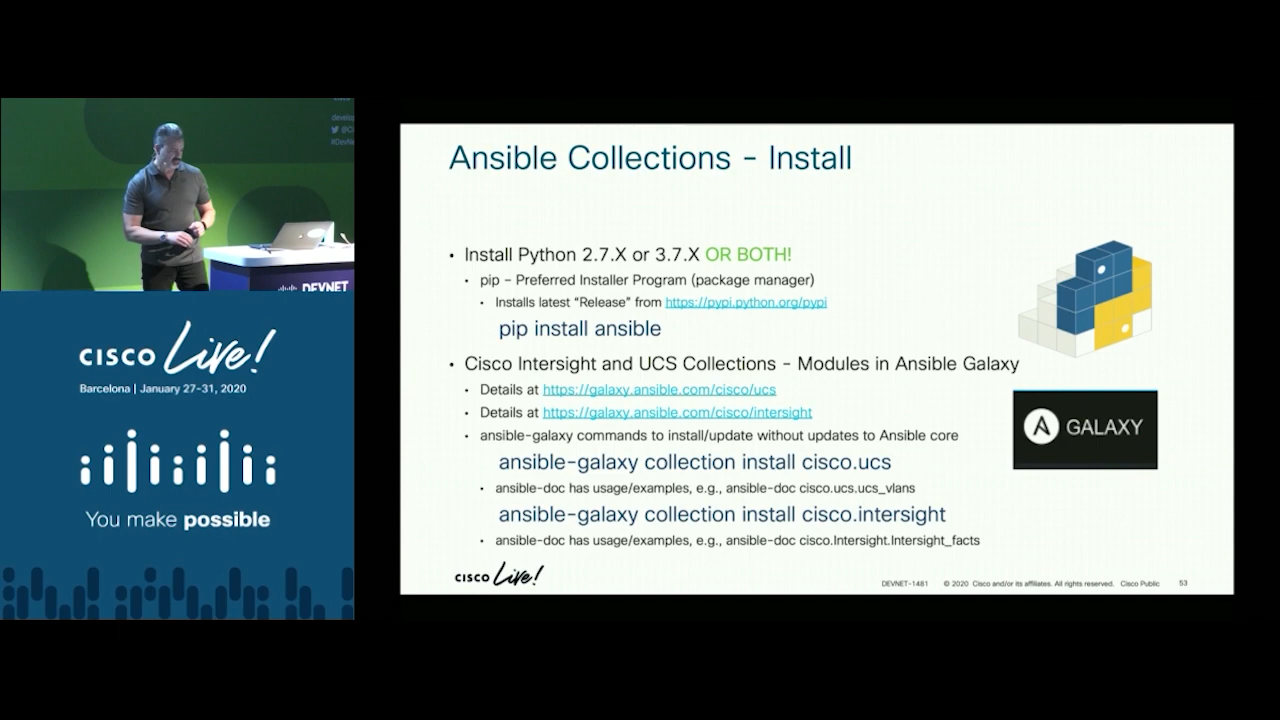 develop
@Ci
#DevNe
DEVNET
CISCO Live!
Barcelona | January 27-31, 2020
You make possible
Ansible Collections - Install
• Install Python 2.7.X or 3.7.X OR BOTH!
• pip – Preferred Installer Program (package manager)
• Installs latest “Release” from https://pypi.python.org/pypi
pip install ansible
• Cisco Intersight and UCS Collections - Modules in Ansible Galaxy
• Details at https://galaxy.ansible.com/cisco/ucs
• Details at https://galaxy.ansible.com/cisco/intersight
• ansible-galaxy commands to install/update without updates to Ansible core
ansible-galaxy collection install cisco.ucs
• ansible-doc has usage/examples, e.g., ansible-doc cisco.ucs.ucs_vlans
ansible-galaxy collection install cisco.intersight
• ansible-doc has usage/examples, e.g., ansible-doc cisco.Intersight.Intersight_facts
A GALAXY
CISCO Live!
DEVNET-1481 © 2020 Cisco and/or its affiliates. All rights reserved. Cisco Public 53